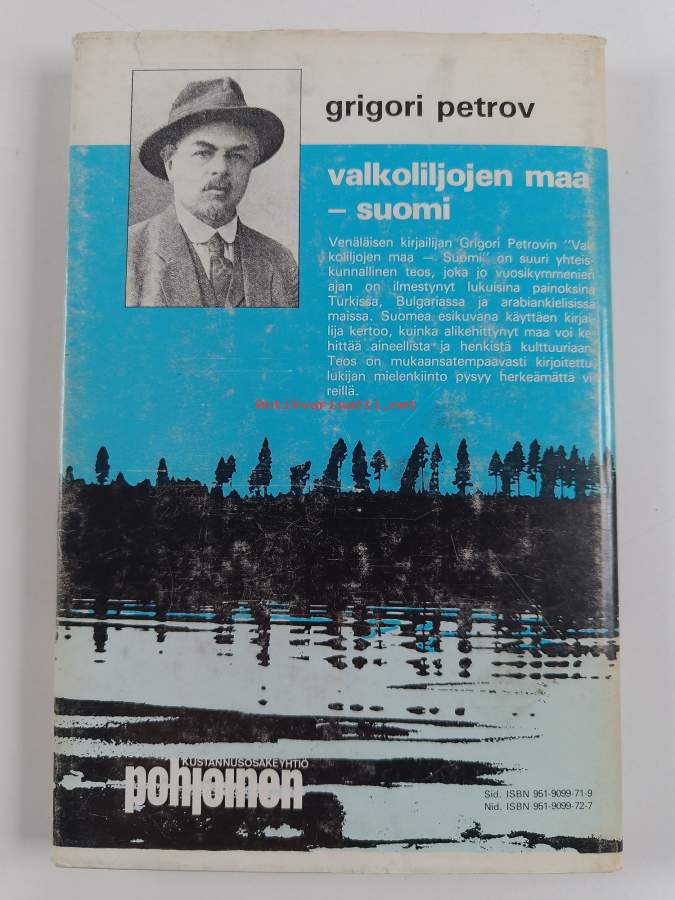 grigori petrov
valkoliljojen maa
– suomi
Venäläisen kirjailijan Grigori Petrovin "Val-
koliljojen maa — Suomi" on suuri yhteis-
kunnallinen teos, joka jo vuosikymmenien
ajan on ilmestynyt lukuisina painoksina
Turkissa, Bulgariassa ja arabiankielisissä
maissa. Suomea esikuvana käyttäen kirjai-
lija kertoo, kuinka alikehittynyt maa voi ke-
hittää aineellista ja henkistä kulttuuriaan.
Teos on mukaansatempaavasti kirjoitettu,
lukijan mielenkiinto pysyy herkeämättä vi-
reillä.
Antikvariaatti.net
KUSTANNUSOSAKEYHTIÖ
pohjoinen
Sid. ISBN 951-9099-71-9
Nid. ISBN 951-9099-72-7